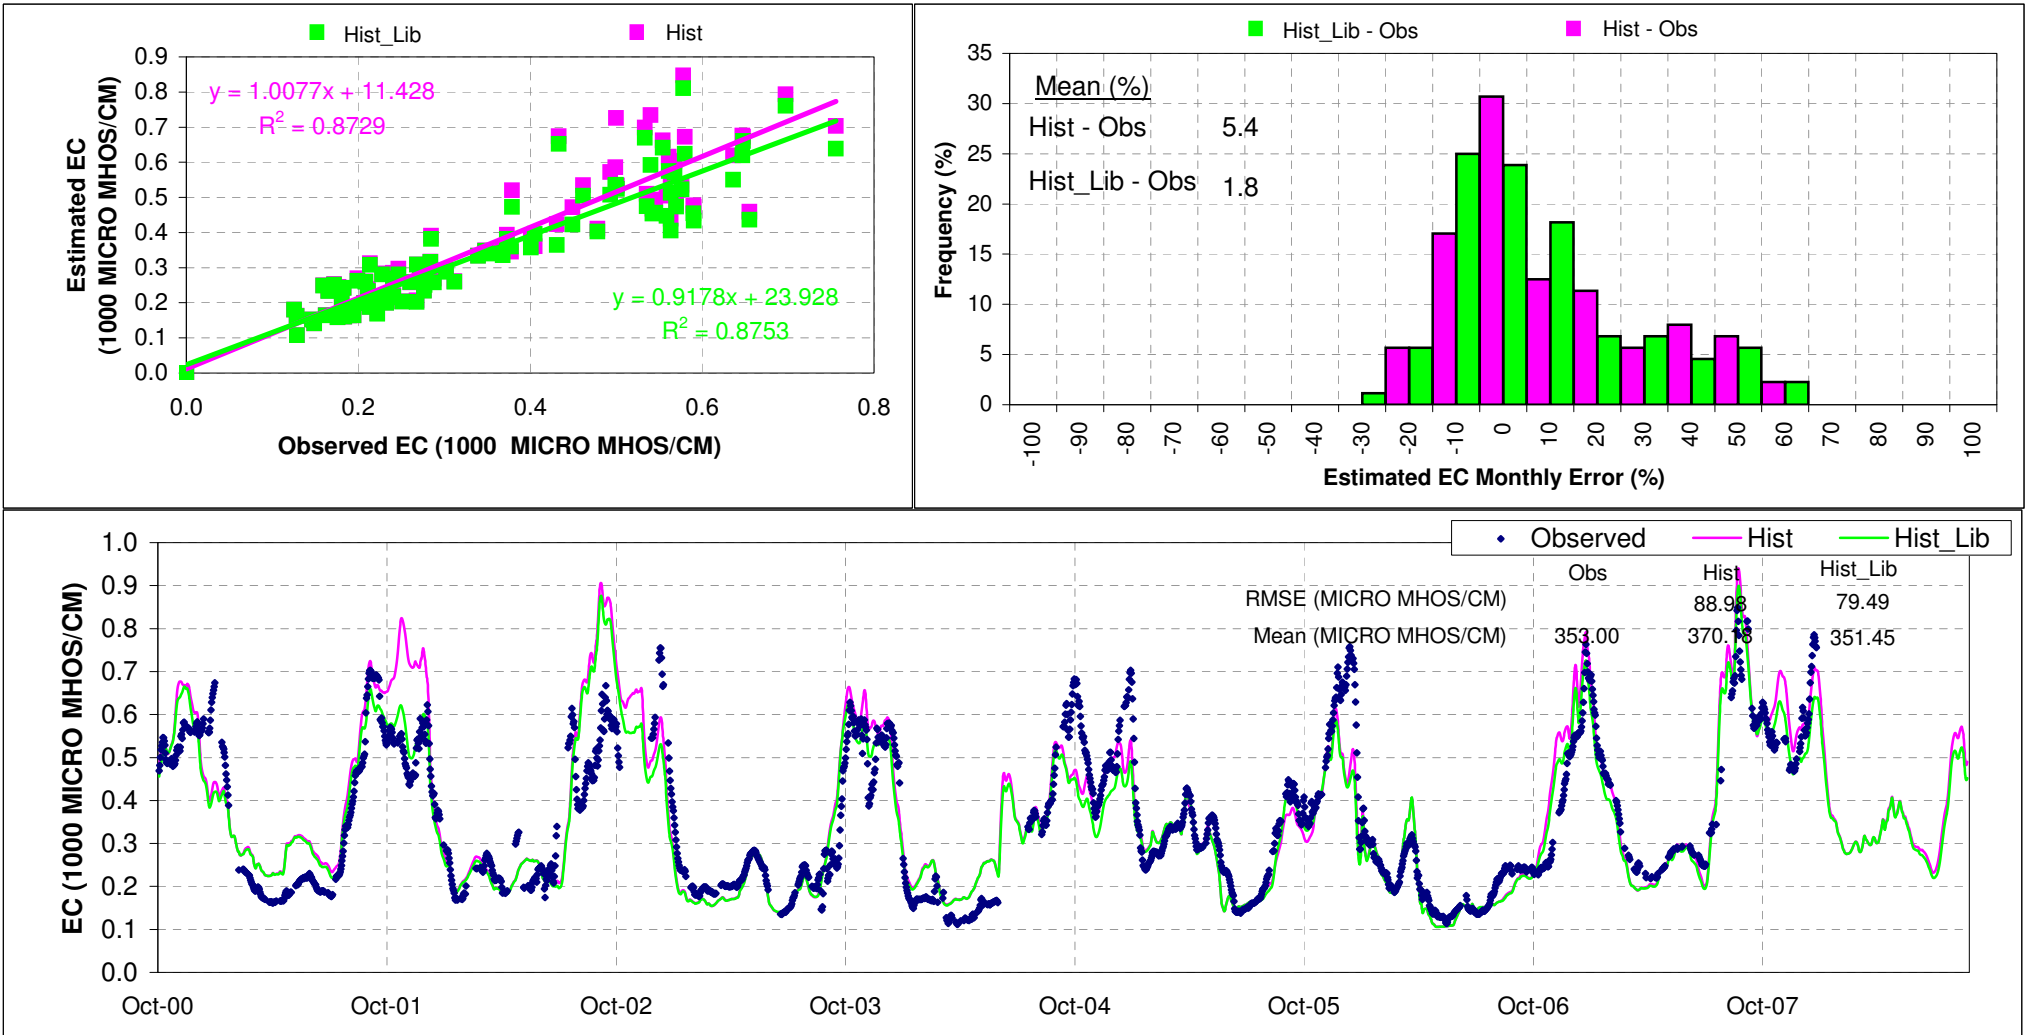 Hist_Lib Hist
y = 1.0077x + 11.428
R² = 0.8729
y = 0.9178x + 23.928
R² = 0.8753
Estimated EC
(1000 MICRO MHOS/CM)
0.9
0.8
0.7
0.6
0.5
0.4
0.3
0.2
0.1
0.0
0.0 0.2 0.4 0.6 0.8
Observed EC (1000 MICRO MHOS/CM)
Hist_Lib - Obs Hist - Obs
Mean (%)
Hist - Obs 5.4
Hist_Lib - Obs 1.8
Frequency (%)
35
30
25
20
15
10
5
0
-100 -90 -80 -70 -60 -50 -40 -30 -20 -10 0 10 20 30 40 50 60 70 80 90 100
Estimated EC Monthly Error (%)
Observed Hist Hist_Lib
Obs Hist Hist_Lib
RMSE (MICRO MHOS/CM) 88.98 79.49
Mean (MICRO MHOS/CM) 353.00 370.18 351.45
EC (1000 MICRO MHOS/CM)
1.0
0.9
0.8
0.7
0.6
0.5
0.4
0.3
0.2
0.1
0.0
Oct-00 Oct-01 Oct-02 Oct-03 Oct-04 Oct-05 Oct-06 Oct-07